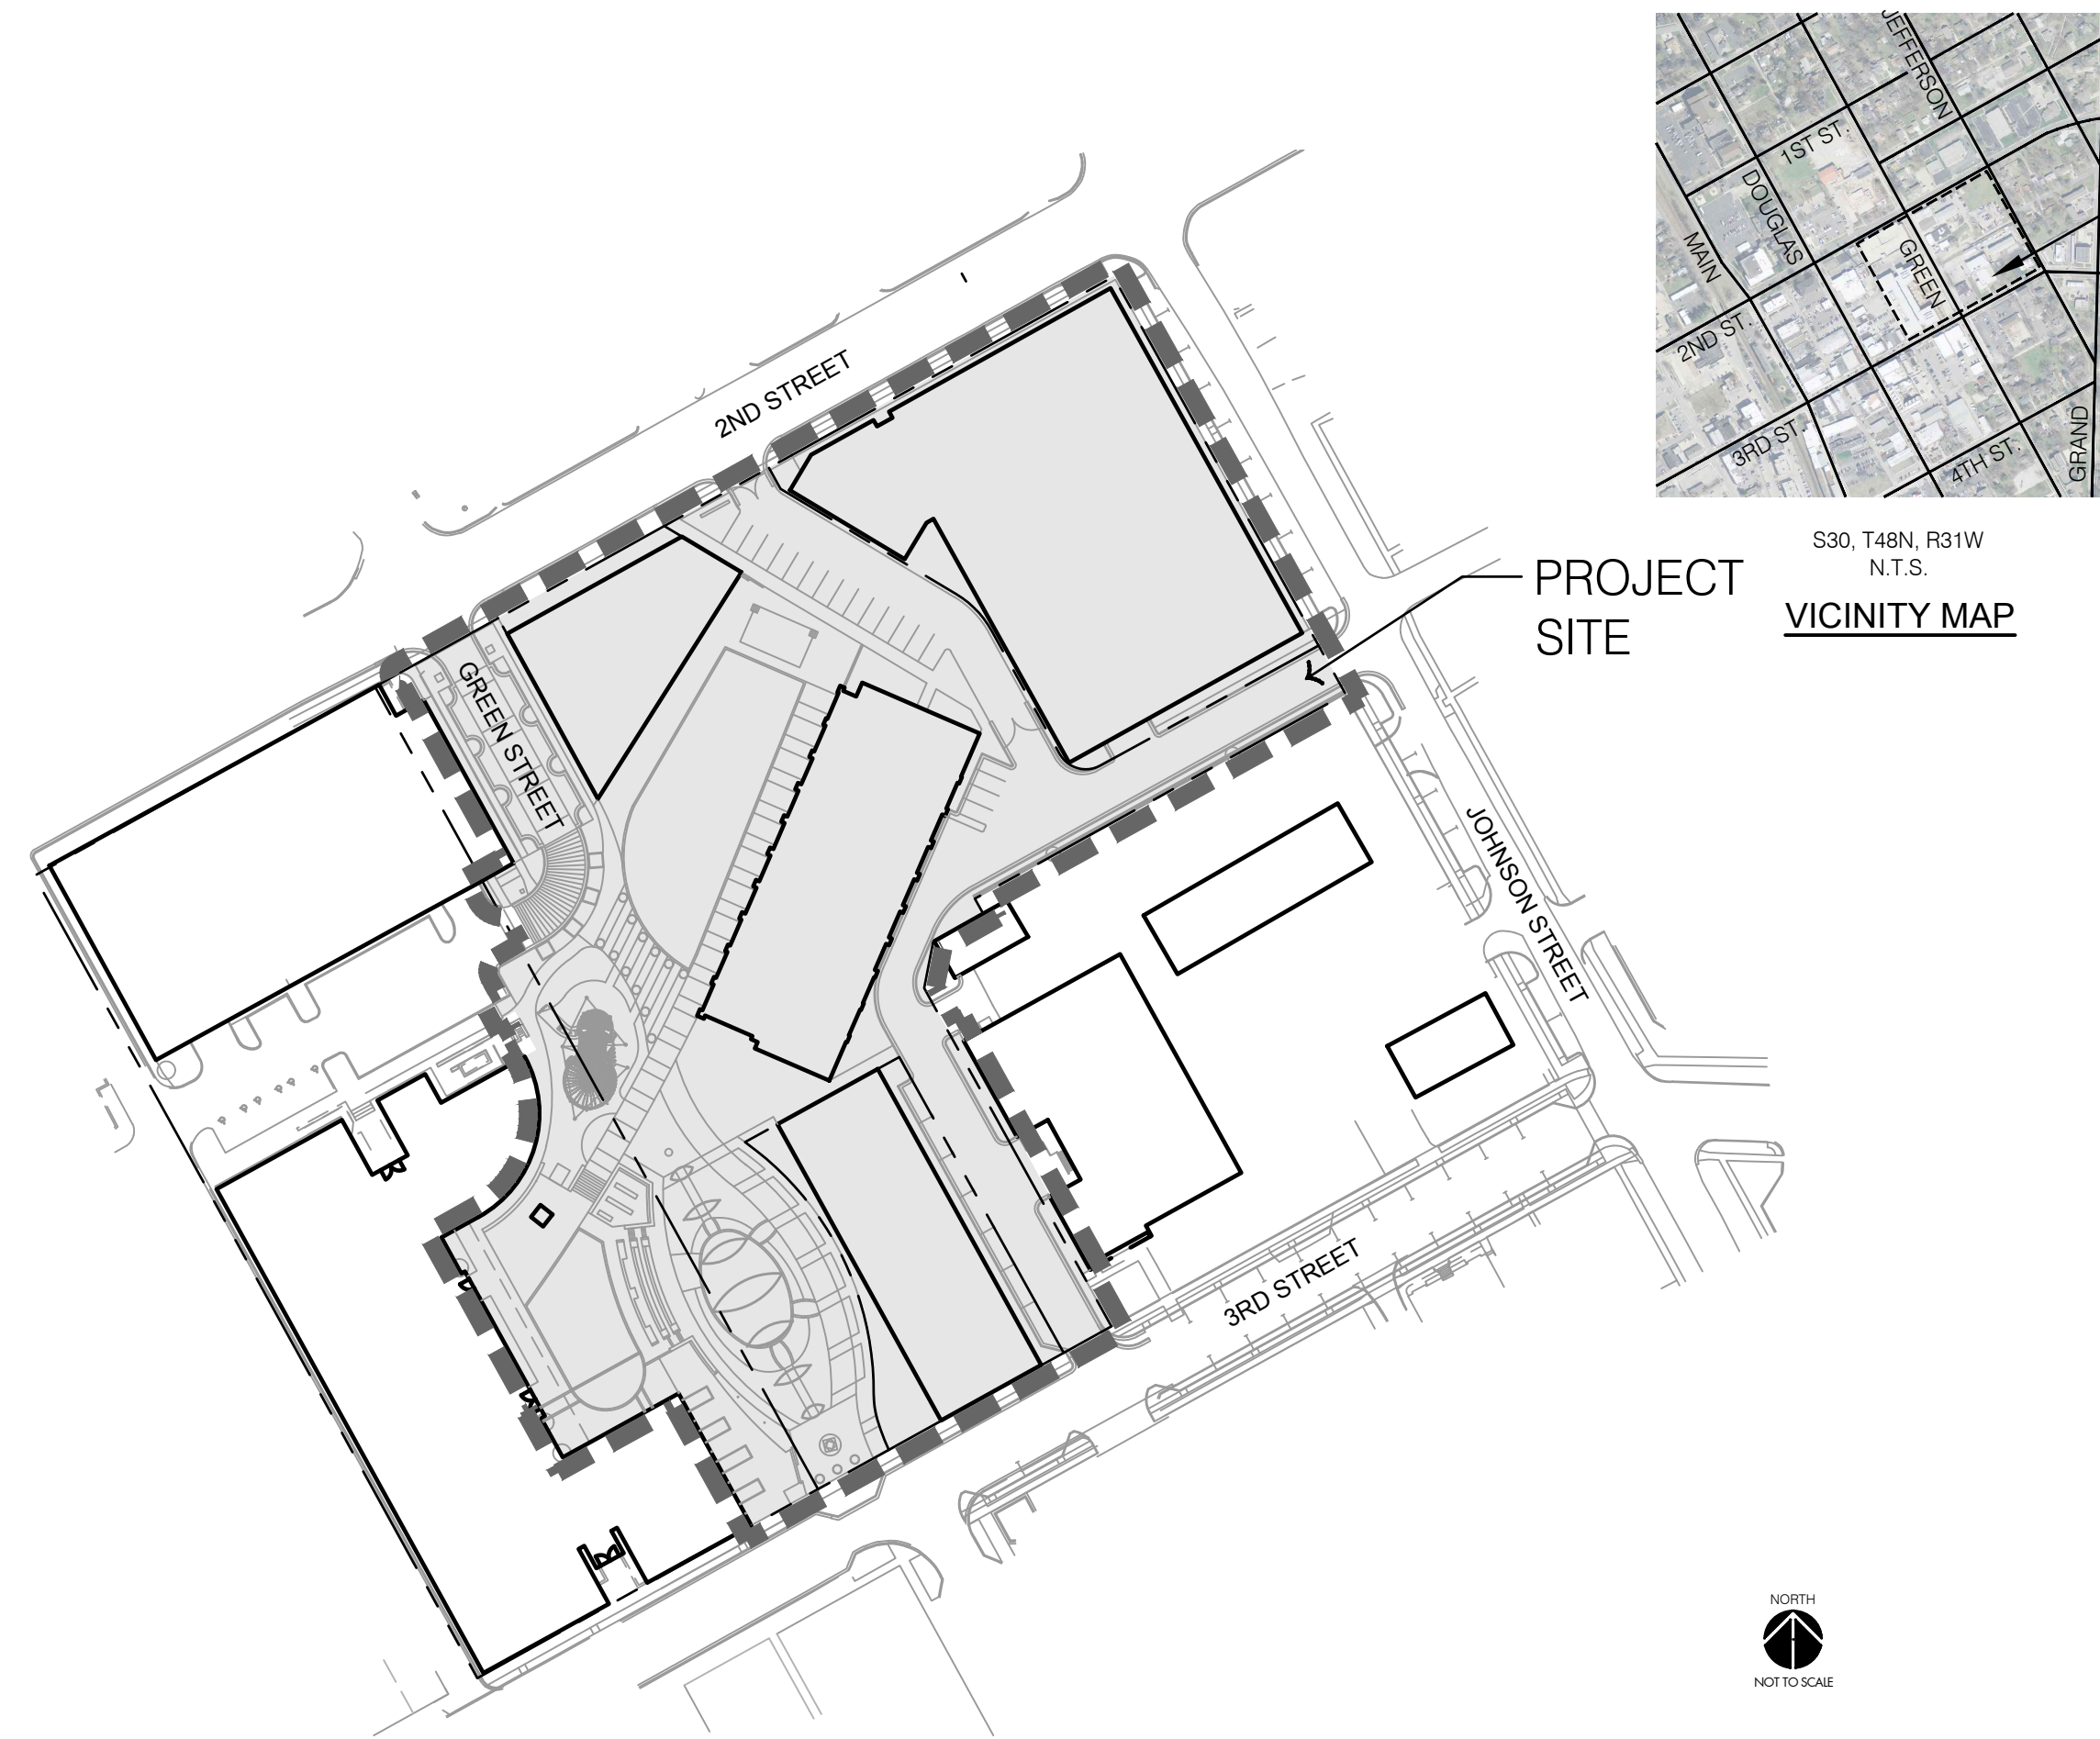 JEFFERSON
1ST ST.
DOUGLAS
MAIN
GREEN
2ND ST.
3RD ST.
4TH ST.
GRAND
S30, T48N, R31W
N.T.S.
VICINITY MAP
2ND STREET
PROJECT
SITE
GREEN STREET
JOHNSON STREET
3RD STREET
NORTH
NOT TO SCALE